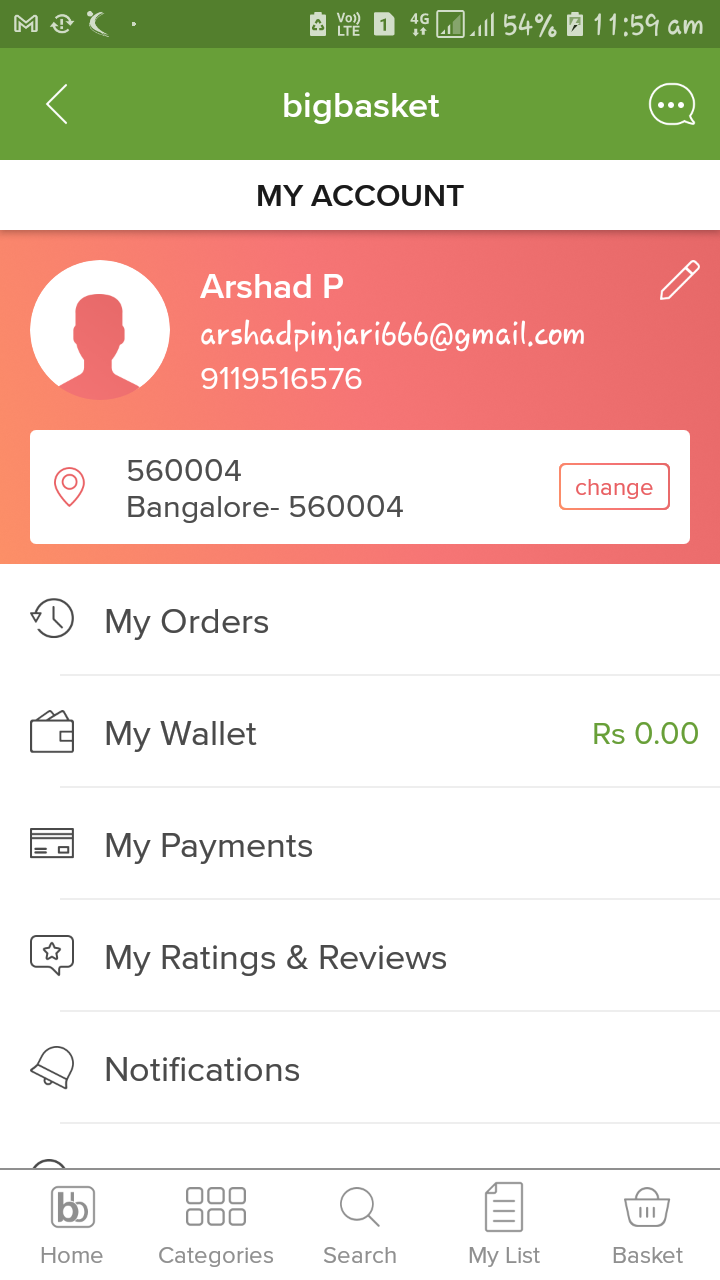 Vo))
LTE
1
4G
54%
11:59 am
bigbasket
MY ACCOUNT
Arshad P
arshadpinjari666@gmail.com
9119516576
560004
Bangalore- 560004
change
My Orders
My Wallet
Rs 0.00
My Payments
My Ratings & Reviews
Notifications
bb
Home
Categories
Search
My List
Basket